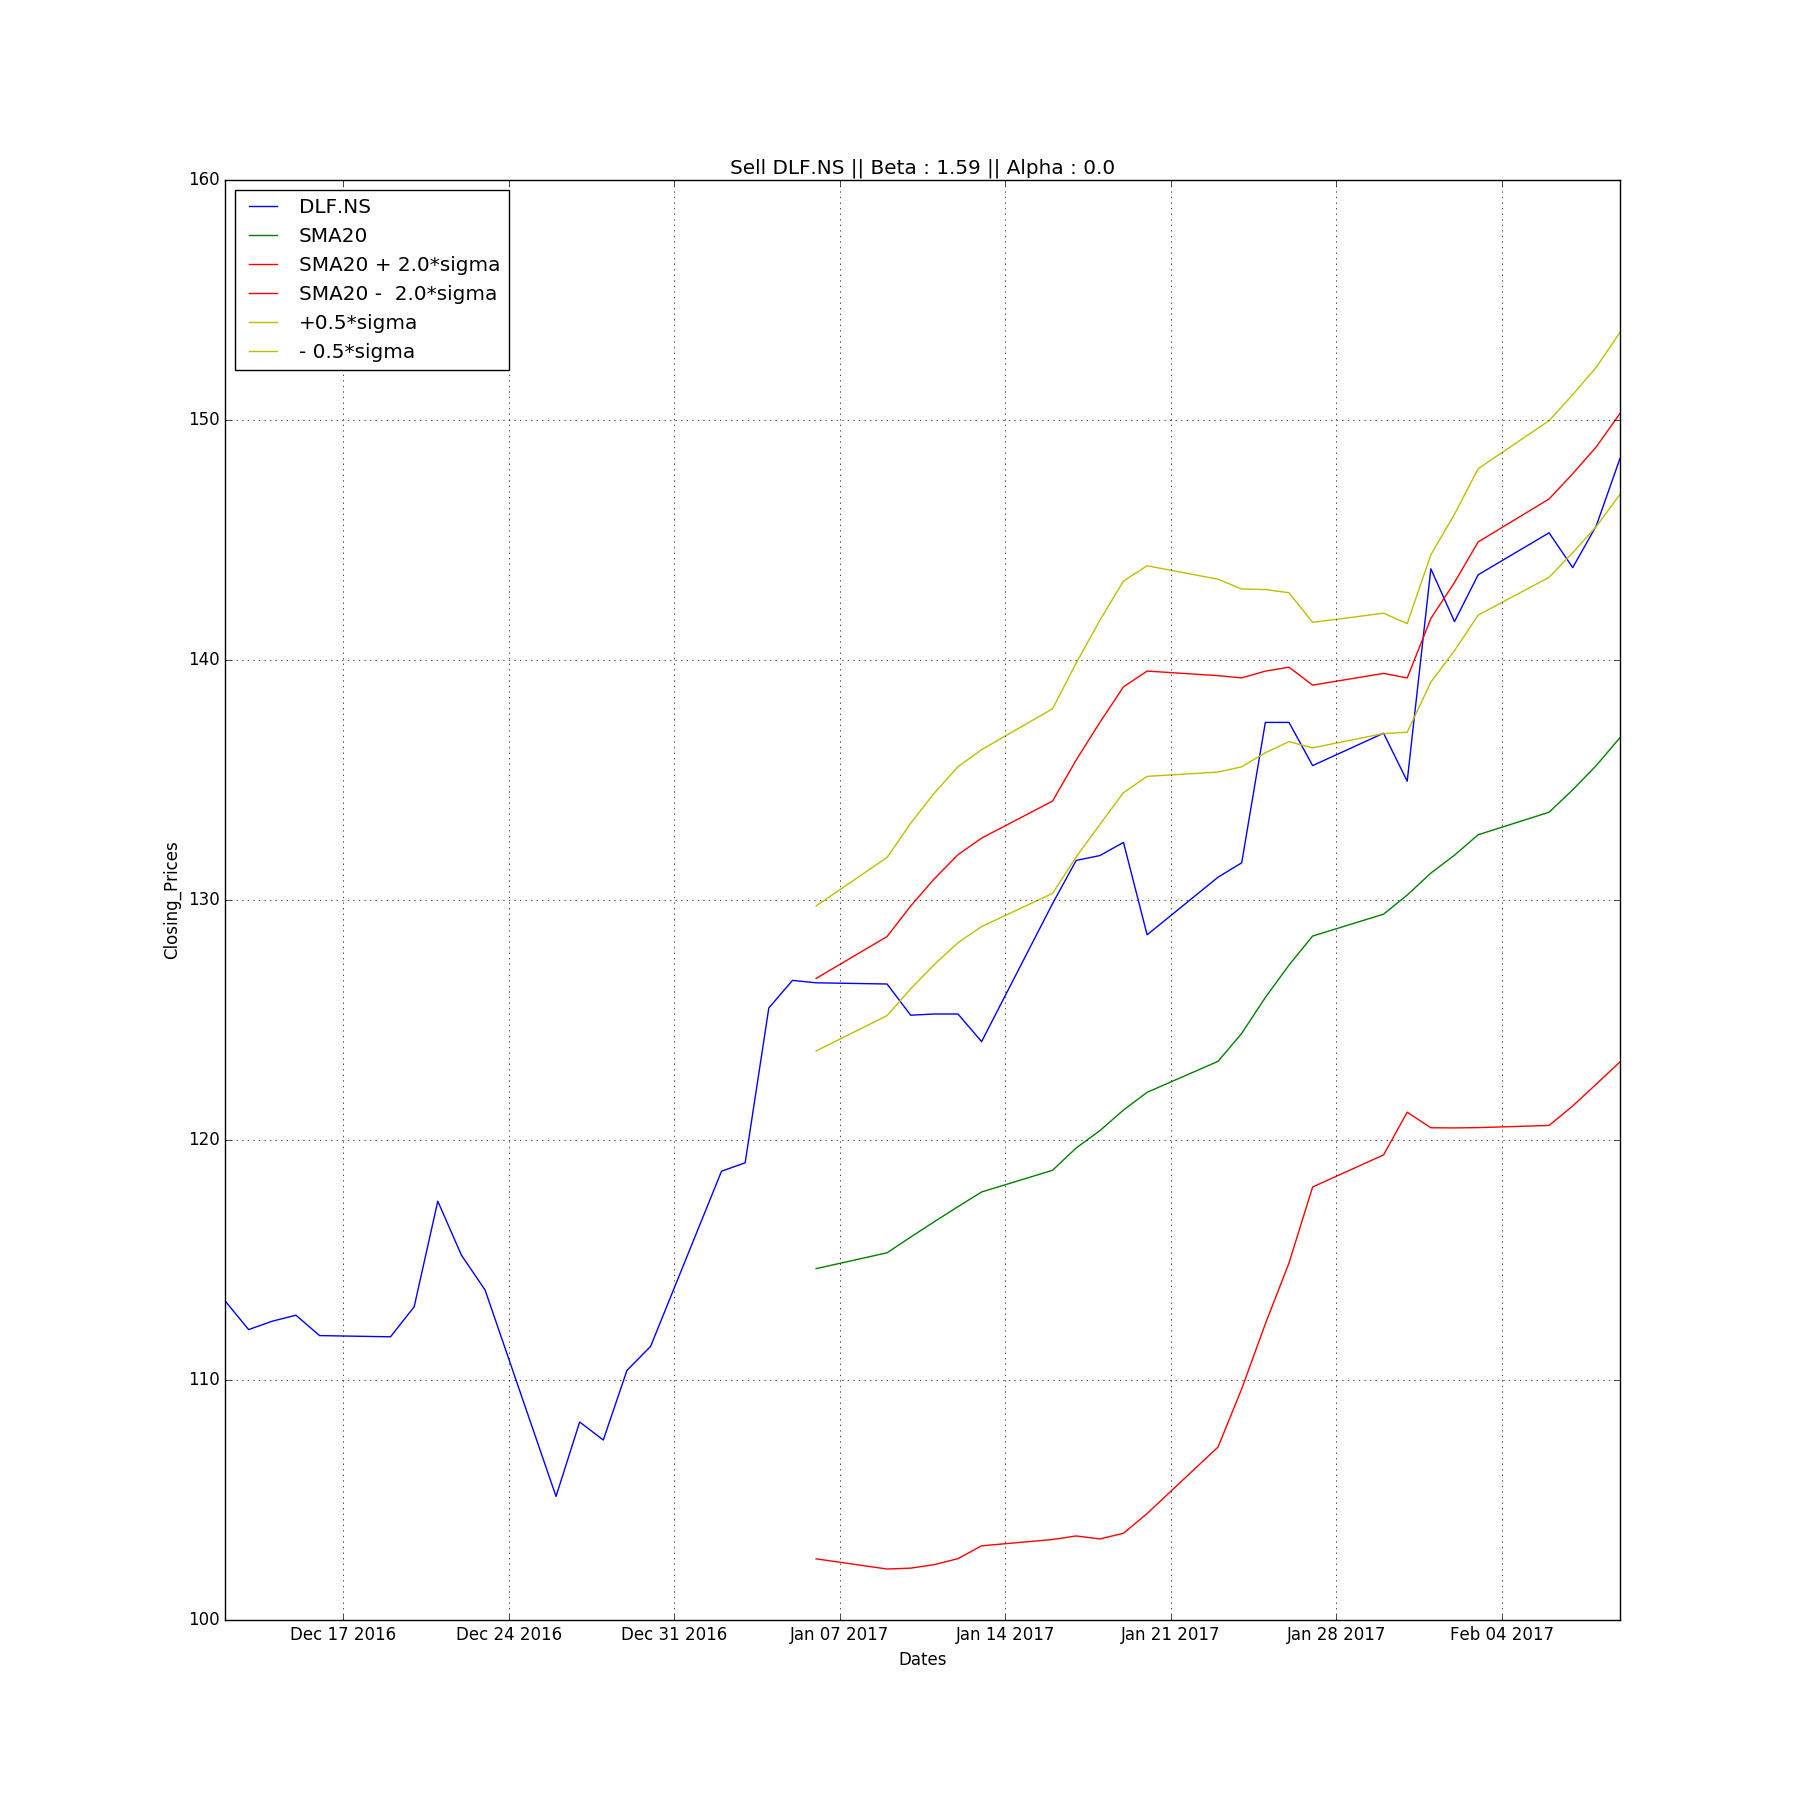 Sell DLF.NS || Beta : 1.59 || Alpha : 0.0
160
150
140
130
120
110
100
Closing_Prices
DLF.NS
SMA20
SMA20 + 2.0*sigma
SMA20 -  2.0*sigma
+0.5*sigma
- 0.5*sigma
Dec 17 2016 Dec 24 2016 Dec 31 2016 Jan 07 2017 Jan 14 2017 Jan 21 2017 Jan 28 2017 Feb 04 2017
Dates